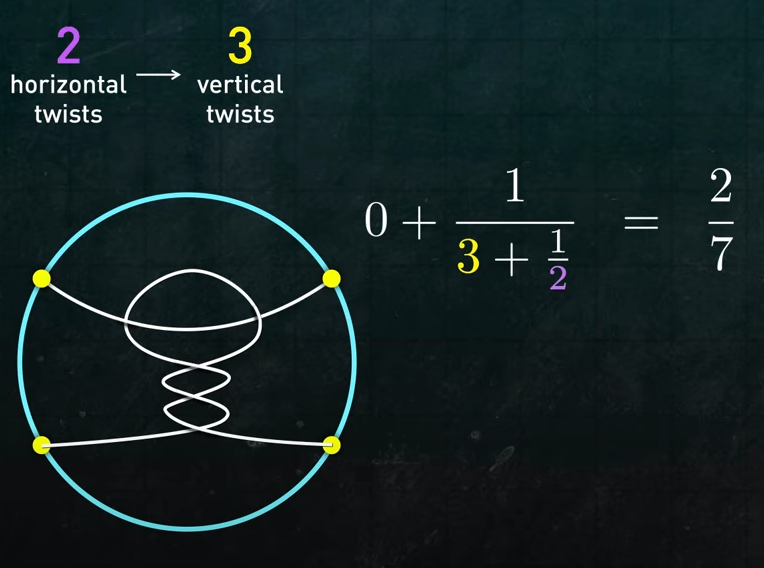 2 → 3
horizontal vertical
twists twists
0 + 1/(3 + 1/2) = 2/7